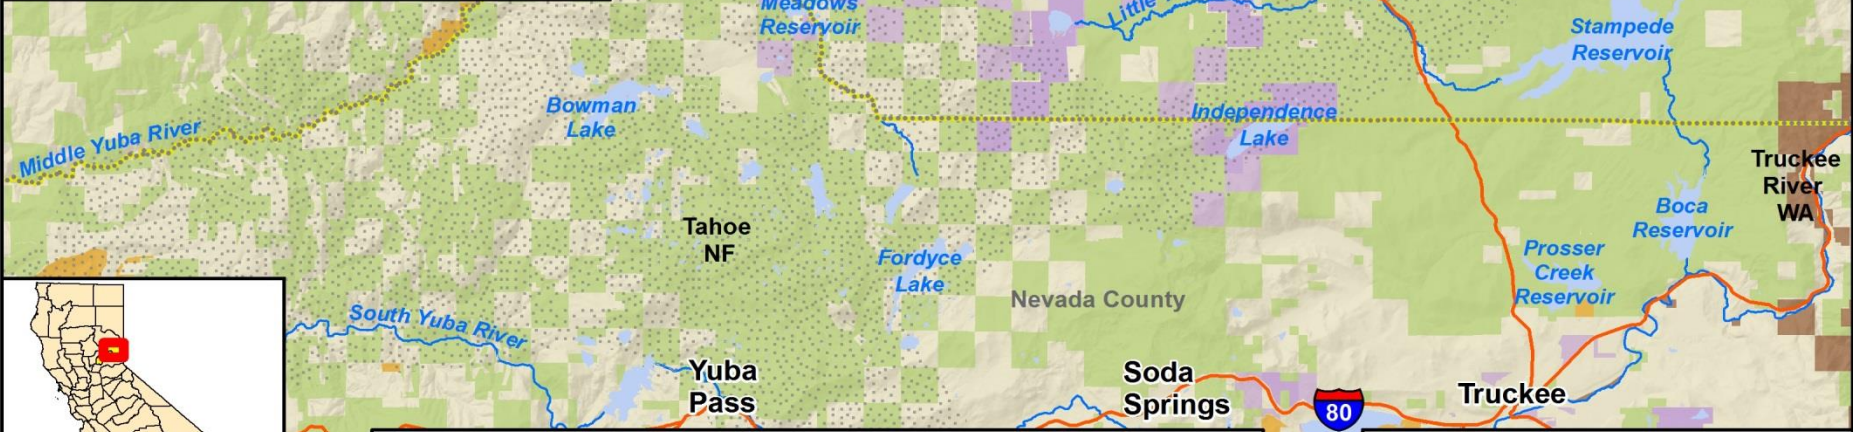 Meadows
Reservoir
Little
Stampede
Reservoir
Bowman
Lake
Independence
Lake
Middle Yuba River
Truckee
River
WA
Tahoe
NF
Boca
Reservoir
Fordyce
Lake
Prosser
Creek
Reservoir
Nevada County
South Yuba River
Yuba
Pass
Soda
Springs
80
Truckee